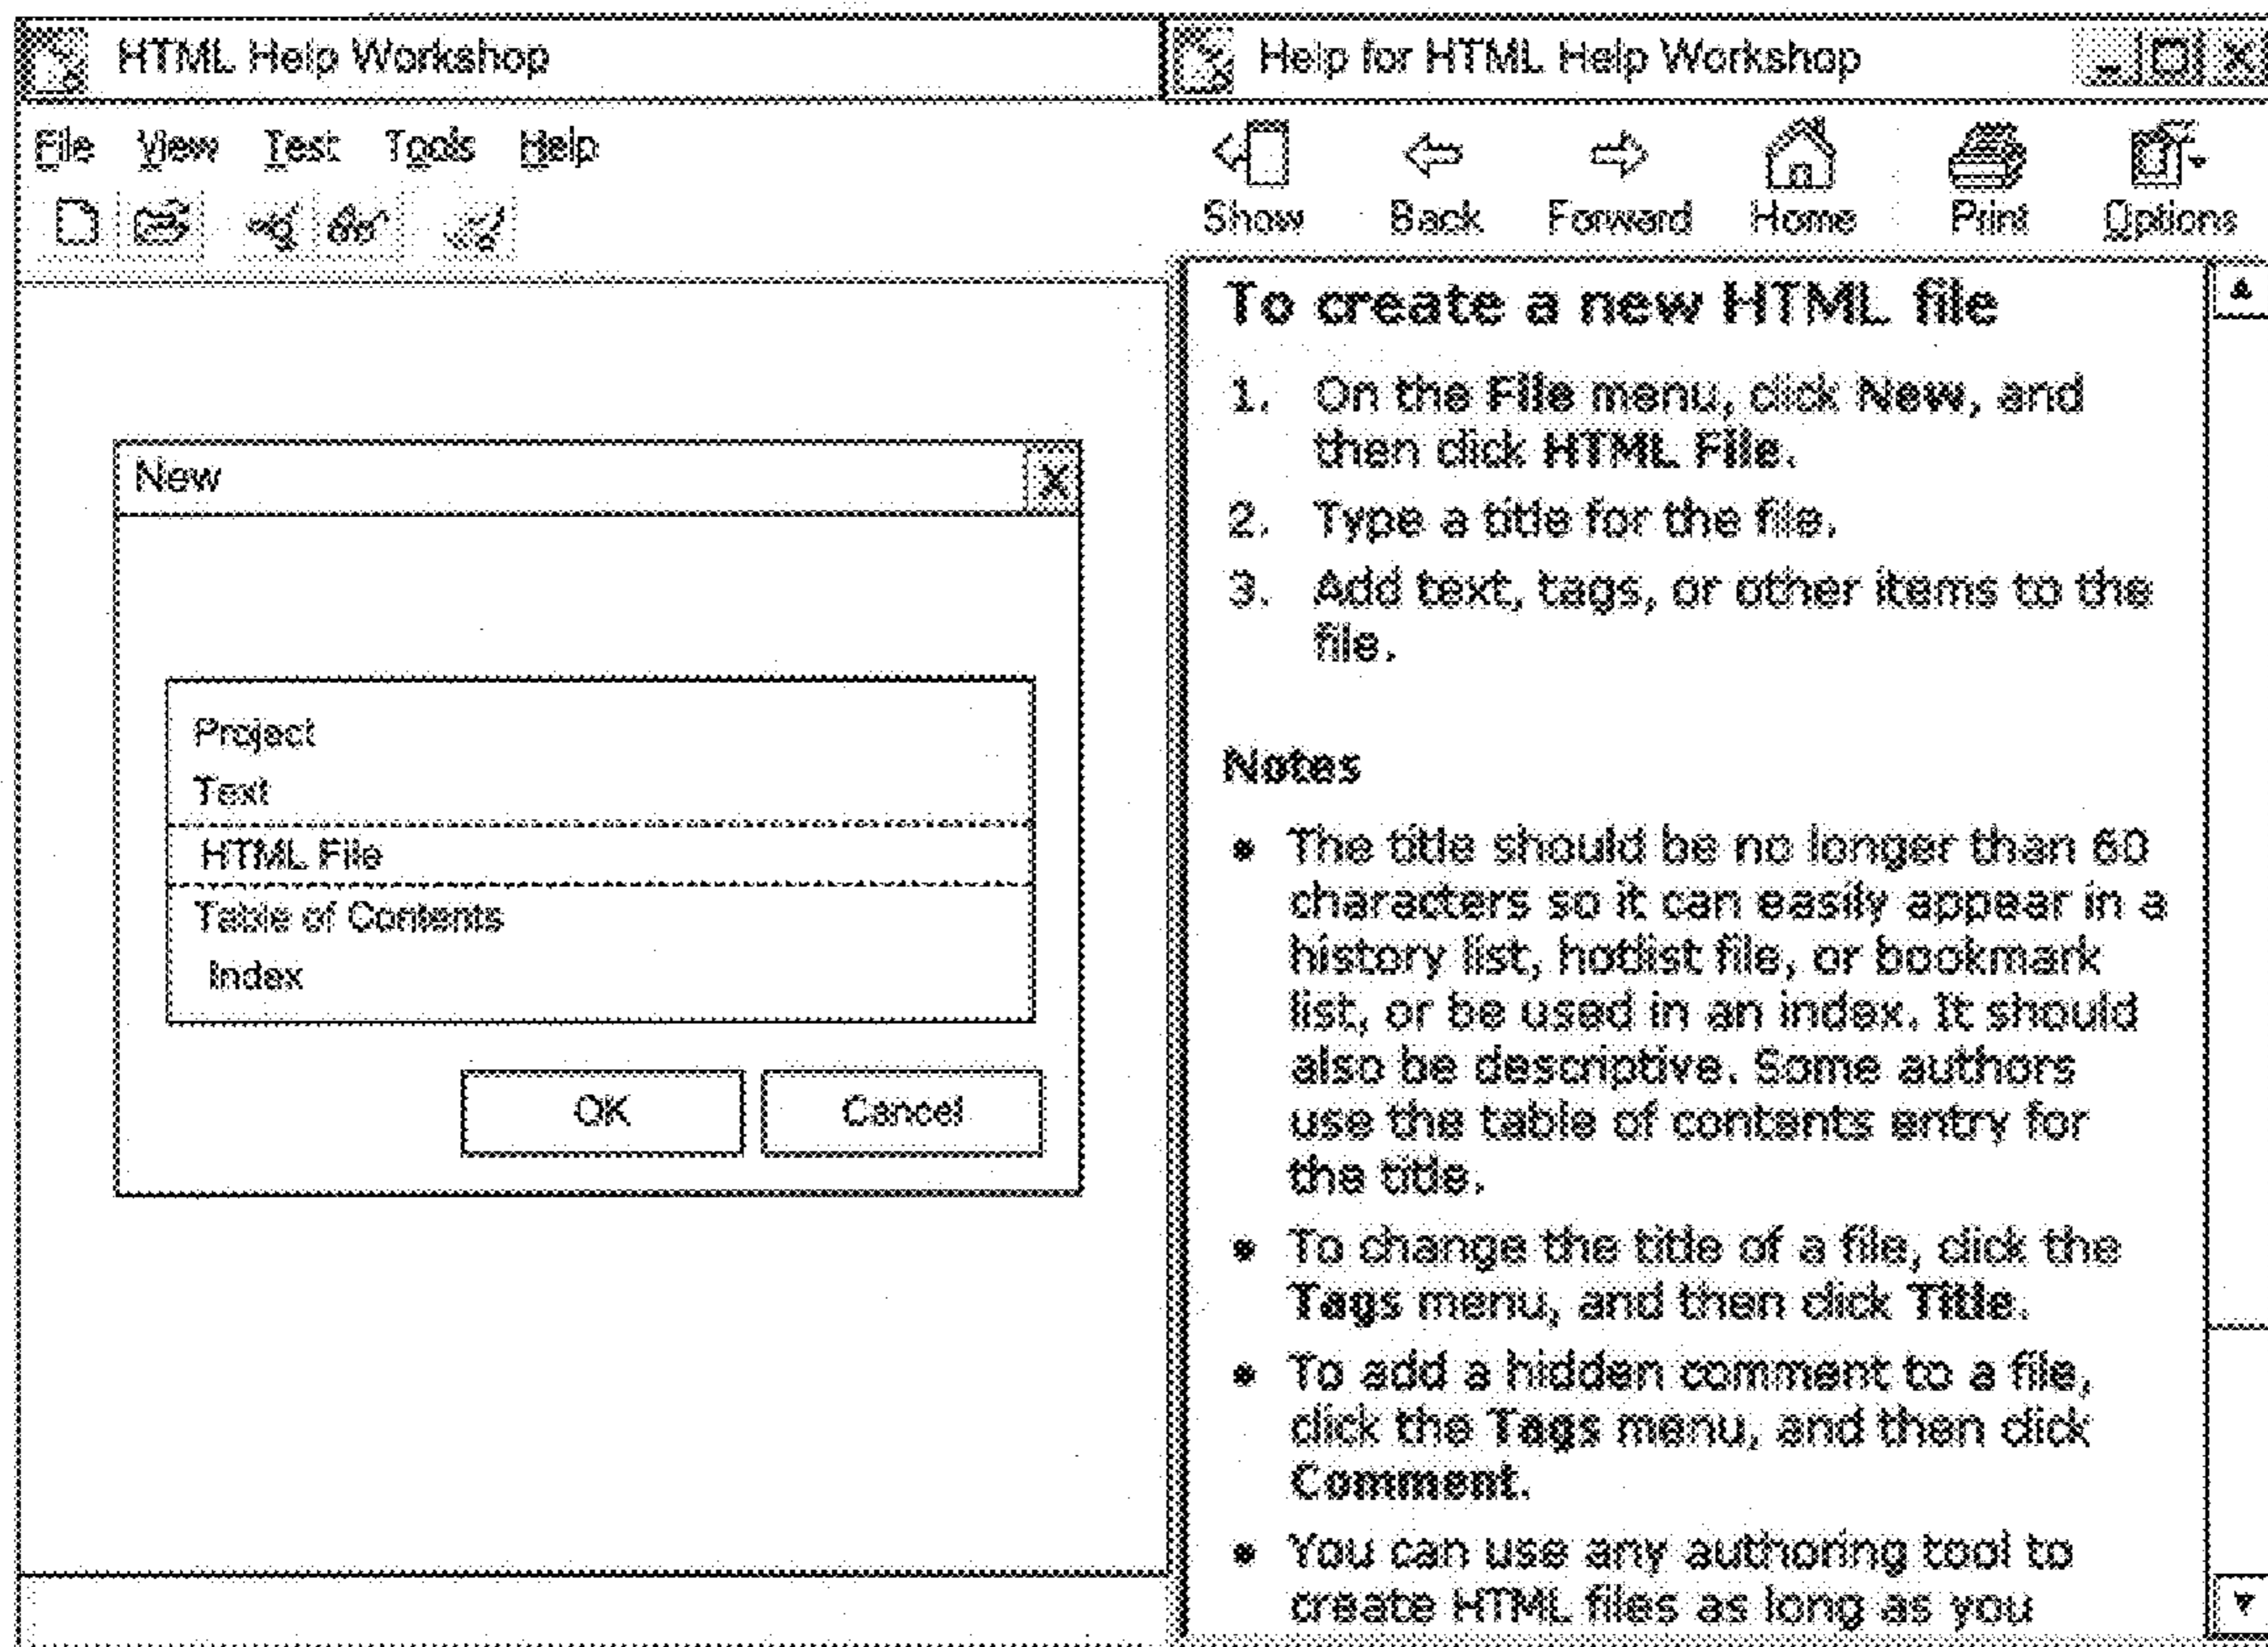 HTML Help Workshop
File View Test Tools Help
New
Project
Text
HTML File
Table of Contents
Index
OK Cancel
Help for HTML Help Workshop
Show Back Forward Home Print Options
To create a new HTML file
1. On the File menu, click New, and
then click HTML File.
2. Type a title for the file.
3. Add text, tags, or other items to the
file.
Notes
• The title should be no longer than 60
characters so it can easily appear in a
history list, hotlist file, or bookmark
list, or be used in an index. It should
also be descriptive. Some authors
use the table of contents entry for
the title.
• To change the title of a file, click the
Tags menu, and then click Title.
• To add a hidden comment to a file,
click the Tags menu, and then click
Comment.
• You can use any authoring tool to
create HTML files as long as you